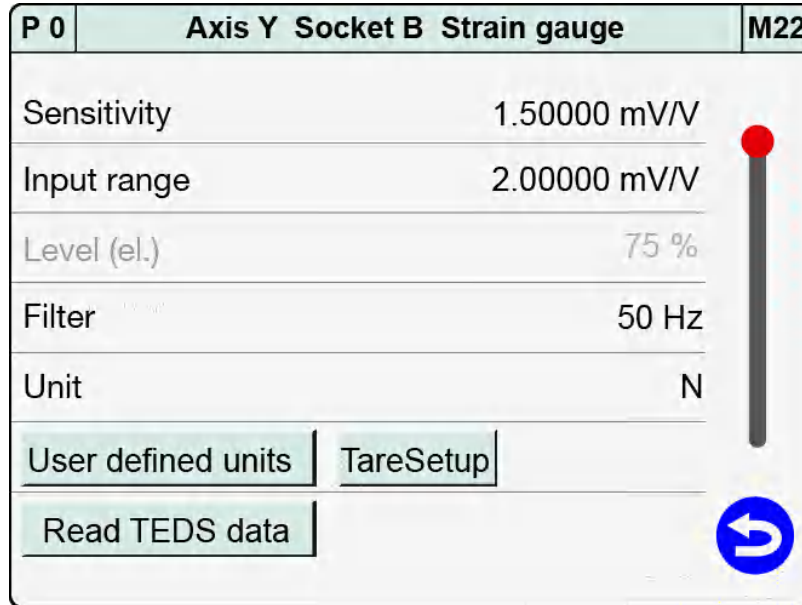 P 0 Axis Y Socket B Strain gauge M22
Sensitivity 1.50000 mV/V
Input range 2.00000 mV/V
Level (el.) 75 %
Filter 50 Hz
Unit N
User defined units TareSetup
Read TEDS data